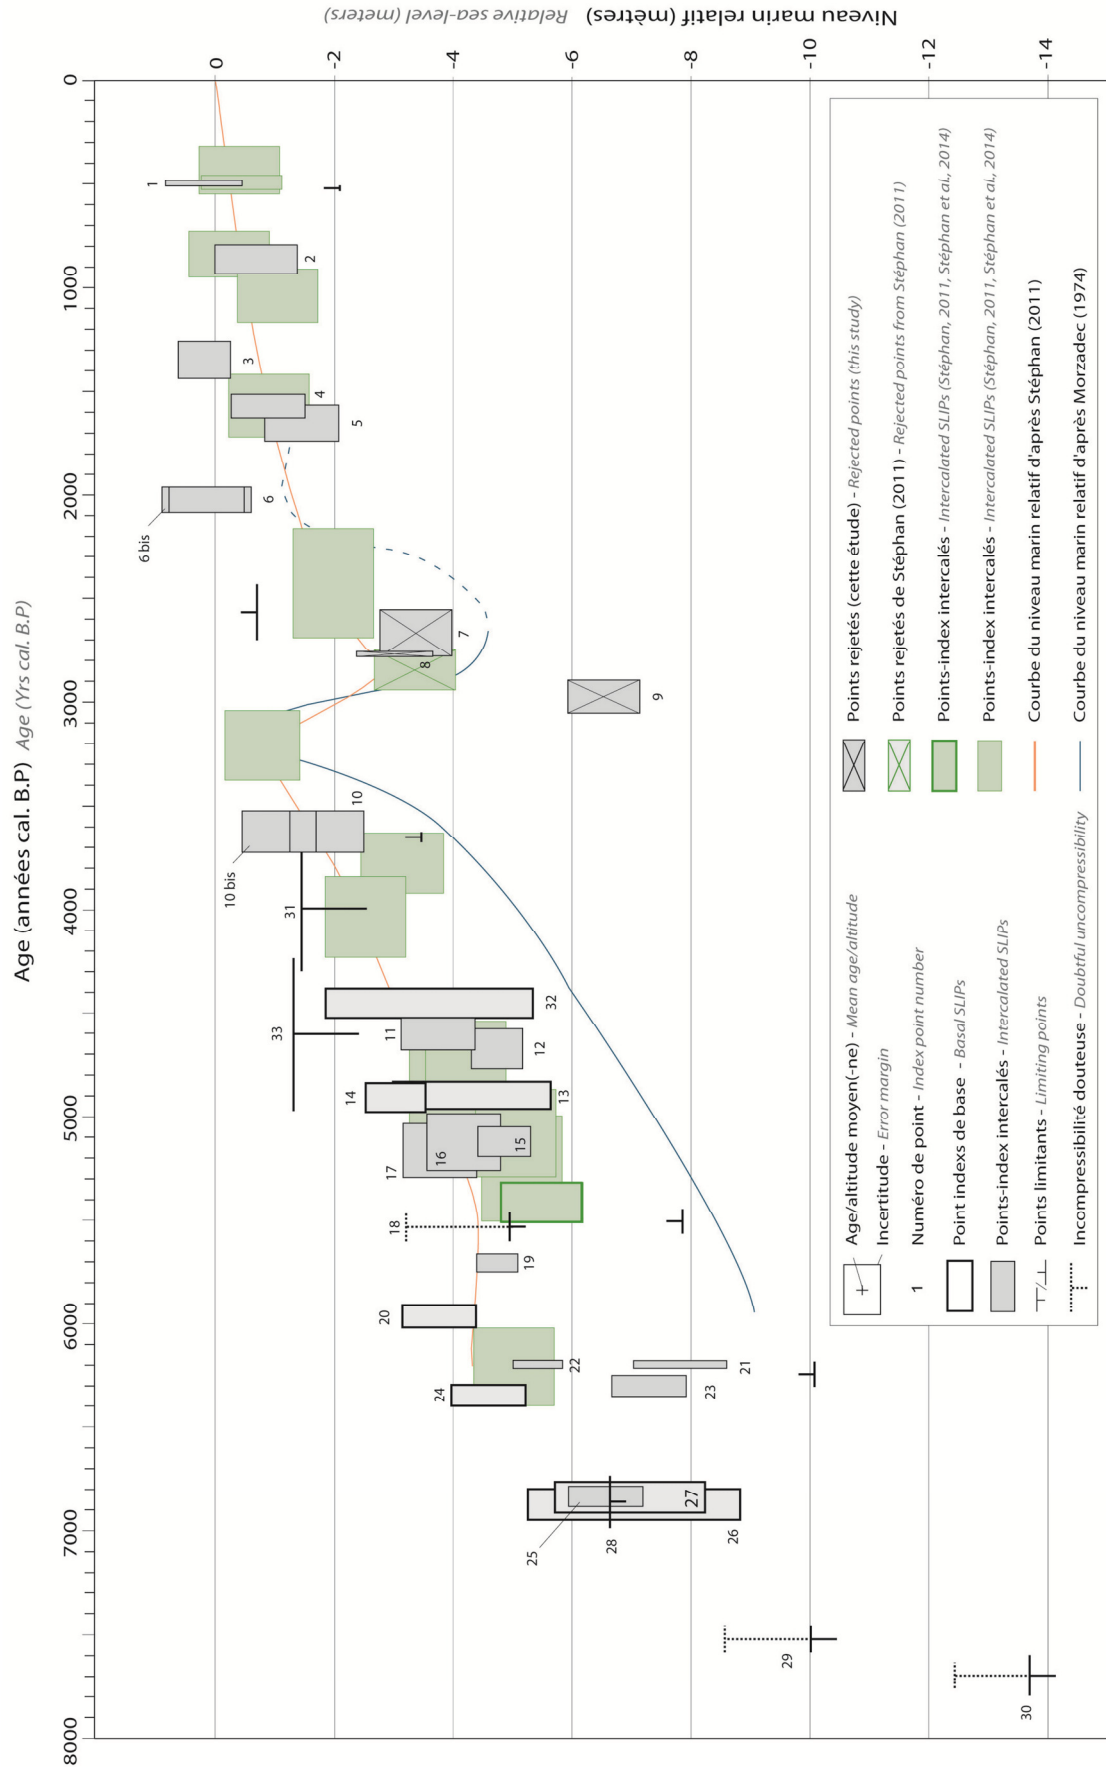 Age (années cal. B.P) Age (Yrs cal. B.P)
8000
7000
6000
5000
4000
3000
2000
1000
0
Niveau marin relatif (mètres) Relative sea-level (meters)
0
-2
-4
-6
-8
-10
-12
-14
1
2
3
4
5
6
6 bis
7
8
9
10
10 bis
11
12
13
14
15
16
17
18
19
20
21
22
23
24
25
26
27
28
29
30
31
32
33
Age/altitude moyen(-ne) - Mean age/altitude
Incertitude - Error margin
1 Numéro de point - Index point number
Point indexs de base - Basal SLIPs
Points-index intercalés - Intercalated SLIPs
Points limitants - Limiting points
Incompressibilité douteuse - Doubtful uncompressibility
Points rejetés (cette étude) - Rejected points (this study)
Points rejetés de Stéphan (2011) - Rejected points from Stéphan (2011)
Points-index intercalés - Intercalated SLIPs (Stéphan, 2011, Stéphan et al., 2014)
Points-index intercalés - Intercalated SLIPs (Stéphan, 2011, Stéphan et al., 2014)
Courbe du niveau marin relatif d'après Stéphan (2011)
Courbe du niveau marin relatif d'après Morzadec (1974)